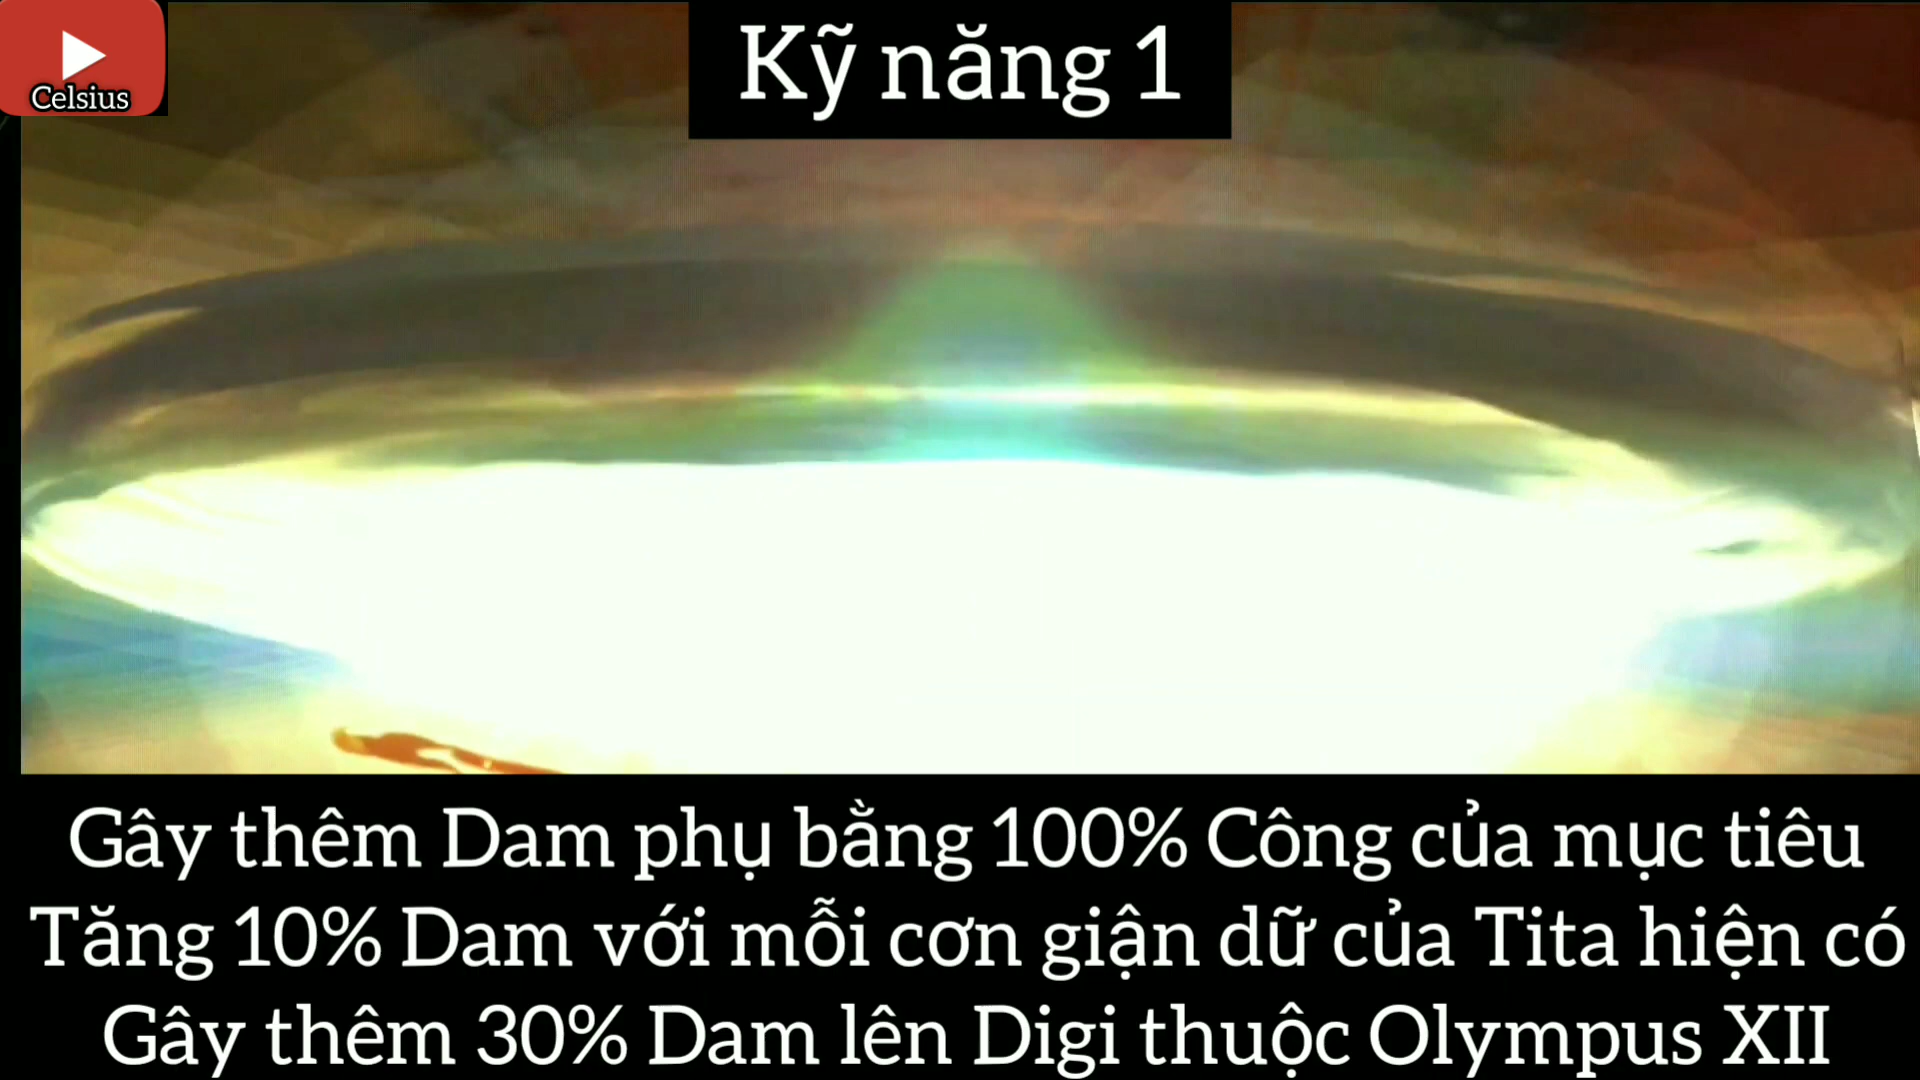 Celsius
Kỹ năng 1
Gây thêm Dam phụ bằng 100% Công của mục tiêu
Tăng 10% Dam với mỗi cơn giận dữ của Tita hiện có
Gây thêm 30% Dam lên Digi thuộc Olympus XII